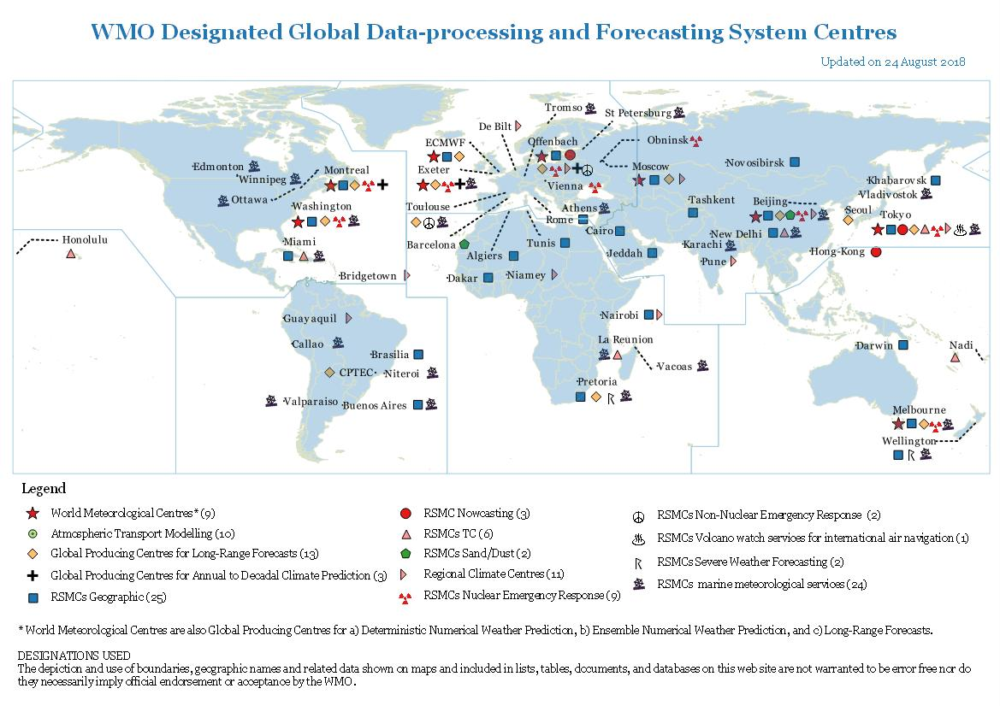 WMO Designated Global Data-processing and Forecasting System Centres
Updated on 24 August 2018
Tromso
St Petersburg
De Bilt
ECMWF
Offenbach
Obninsk
Edmonton
Winnipeg
Montreal
Exeter
Moscow
Novosibirsk
Vienna
Khabarovsk
Vladivostok
Ottawa
Washington
Toulouse
Athens
Rome
Tashkent
Beijing
Seoul
Tokyo
Honolulu
Miami
Barcelona
Algiers
Tunis
Cairo
Jeddah
New Delhi
Karachi
Pune
Hong-Kong
Bridgetown
Dakar
Niamey
Guayaquil
Nairobi
Callao
La Reunion
Brasilia
Darwin
Nadi
CPTEC
Niteroi
Vacoas
Pretoria
Valparaiso
Buenos Aires
Melbourne
Wellington
Legend
World Meteorological Centres* (9)
Atmospheric Transport Modelling (10)
Global Producing Centres for Long-Range Forecasts (13)
Global Producing Centres for Annual to Decadal Climate Prediction (3)
RSMCs Geographic (25)
RSMC Nowcasting (3)
RSMCs TC (6)
RSMCs Sand/Dust (2)
Regional Climate Centres (11)
RSMCs Nuclear Emergency Response (9)
RSMCs Non-Nuclear Emergency Response (2)
RSMCs Volcano watch services for international air navigation (1)
RSMCs Severe Weather Forecasting (2)
RSMCs marine meteorological services (24)
* World Meteorological Centres are also Global Producing Centres for a) Deterministic Numerical Weather Prediction, b) Ensemble Numerical Weather Prediction, and c) Long-Range Forecasts.
DESIGNATIONS USED
The depiction and use of boundaries, geographic names and related data shown on maps and included in lists, tables, documents, and databases on this web site are not warranted to be error free nor do
they necessarily imply official endorsement or acceptance by the WMO.